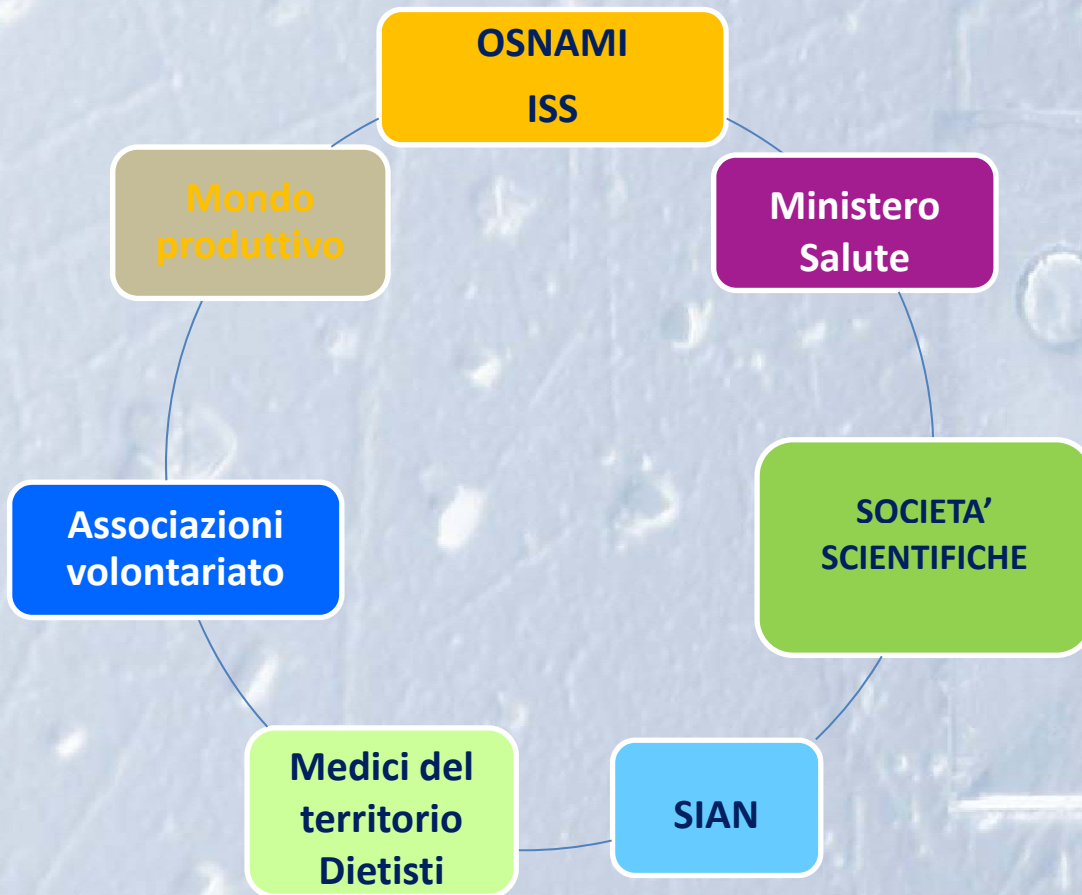 OSNAMI
ISS
Ministero
Salute
SOCIETA’
SCIENTIFICHE
SIAN
Medici del
territorio
Dietisti
Associazioni
volontariato
Mondo
produttivo